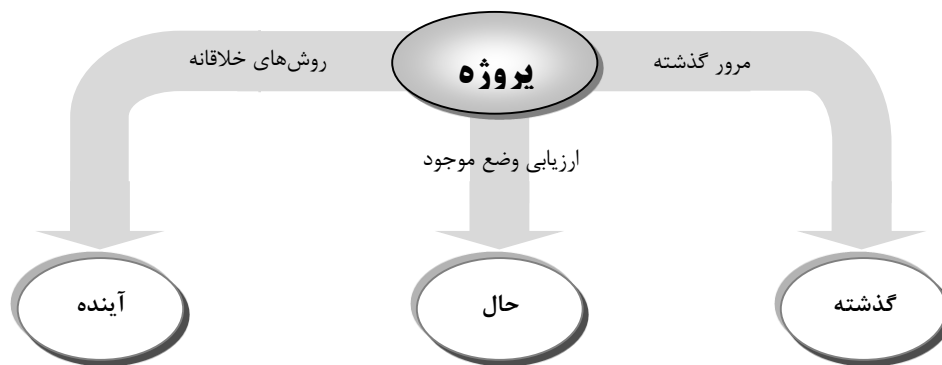 مرور گذشته
پروژه
روش‌های خلاقانه
ارزیابی وضع موجود
گذشته
حال
آینده